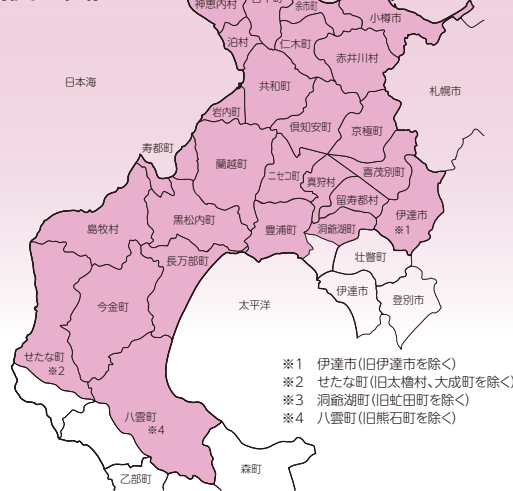 神恵内村
余市町
小樽市
泊村
仁木町
赤井川村
日本海
共和町
札幌市
岩内町
倶知安町
京極町
寿都町
蘭越町
ニセコ町
真狩村
喜茂別町
留寿都村
島牧村
黒松内町
豊浦町
洞爺湖町
伊達市
※1
長万部町
壮瞥町
今金町
太平洋
伊達市
登別市
せたな町
※2
※1 伊達市(旧伊達市を除く)
※2 せたな町(旧太櫓村、大成町を除く)
※3 洞爺湖町(旧虻田町を除く)
※4 八雲町(旧熊石町を除く)
八雲町
※4
森町
乙部町